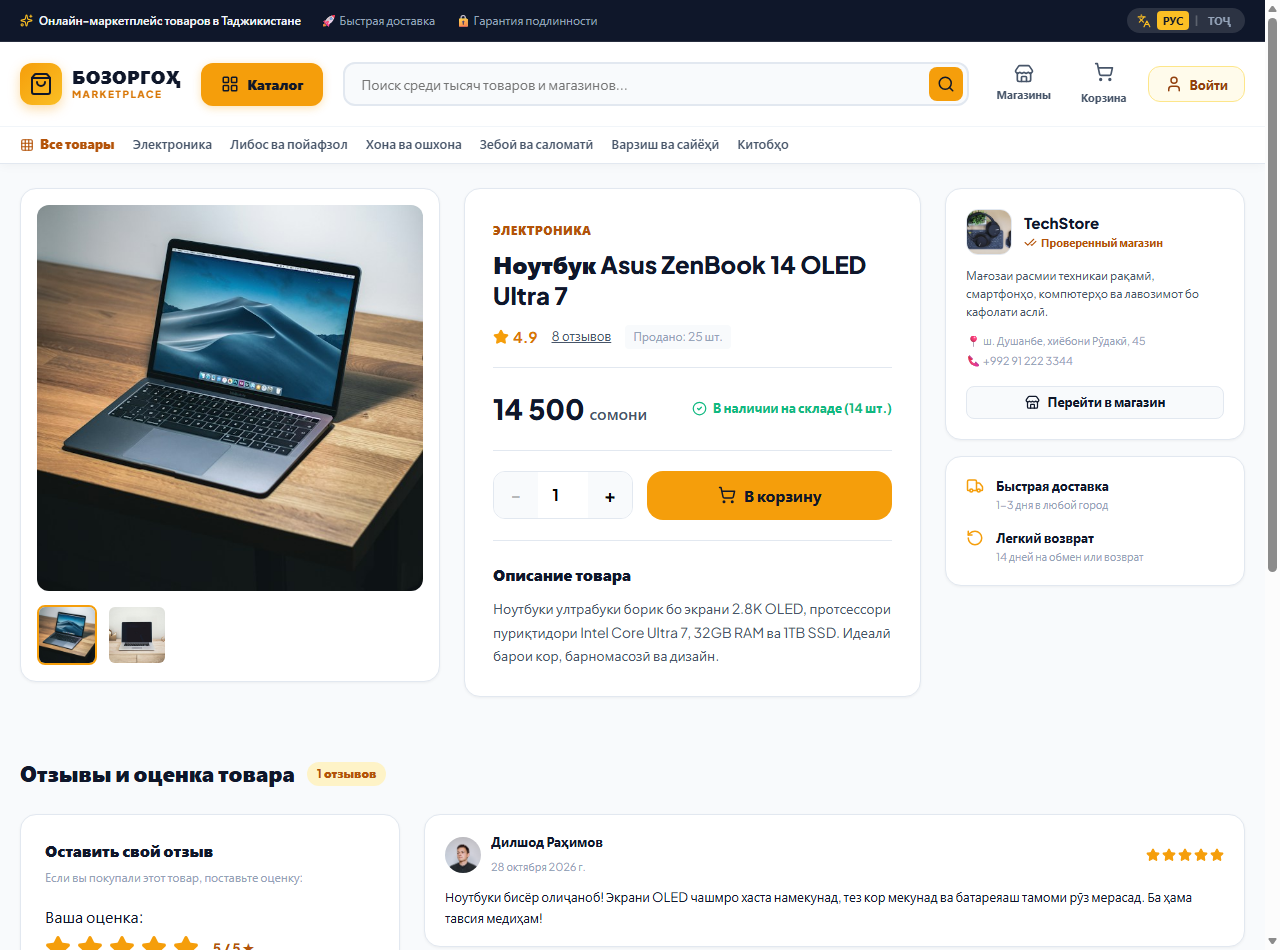 Онлайн-маркетплейс товаров в Таджикистане
Быстрая доставка
Гарантия подлинности
РУС | ТОҶ
БОЗОРГОҲ
MARKETPLACE
Каталог
Поиск среди тысяч товаров и магазинов...
Магазины
Корзина
Войти
Все товары
Электроника
Либос ва пойафзол
Хона ва ошхона
Зебой ва саломатӣ
Варзиш ва сайёҳӣ
Китобҳо
ЭЛЕКТРОНИКА
Ноутбук Asus ZenBook 14 OLED
Ultra 7
4.9
8 отзывов
Продано: 25 шт.
14 500 сомони
В наличии на складе (14 шт.)
− 1 +
В корзину
Описание товара
Ноутбуки ултрабуки борик бо экрани 2.8K OLED, протсессори
пуриқтидори Intel Core Ultra 7, 32GB RAM ва 1TB SSD. Идеалӣ
барои кор, барномасозӣ ва дизайн.
TechStore
Проверенный магазин
Мағозаи расмии техникаи рақамӣ,
смартфонҳо, компютерҳо ва лавозимот бо
кафолати аслӣ.
ш. Душанбе, хиёбони Рӯдакӣ, 45
+992 91 222 3344
Перейти в магазин
Быстрая доставка
1–3 дня в любой город
Легкий возврат
14 дней на обмен или возврат
Отзывы и оценка товара
1 отзывов
Оставить свой отзыв
Если вы покупали этот товар, поставьте оценку:
Ваша оценка:
5 / 5 ★
Дилшод Раҳимов
28 октября 2026 г.
Ноутбуки бисёр олиҷаноб! Экрани OLED чашмро хаста намекунад, тез кор мекунад ва батареяаш тамоми рӯз мерасад. Ба ҳама
тавсия медиҳам!